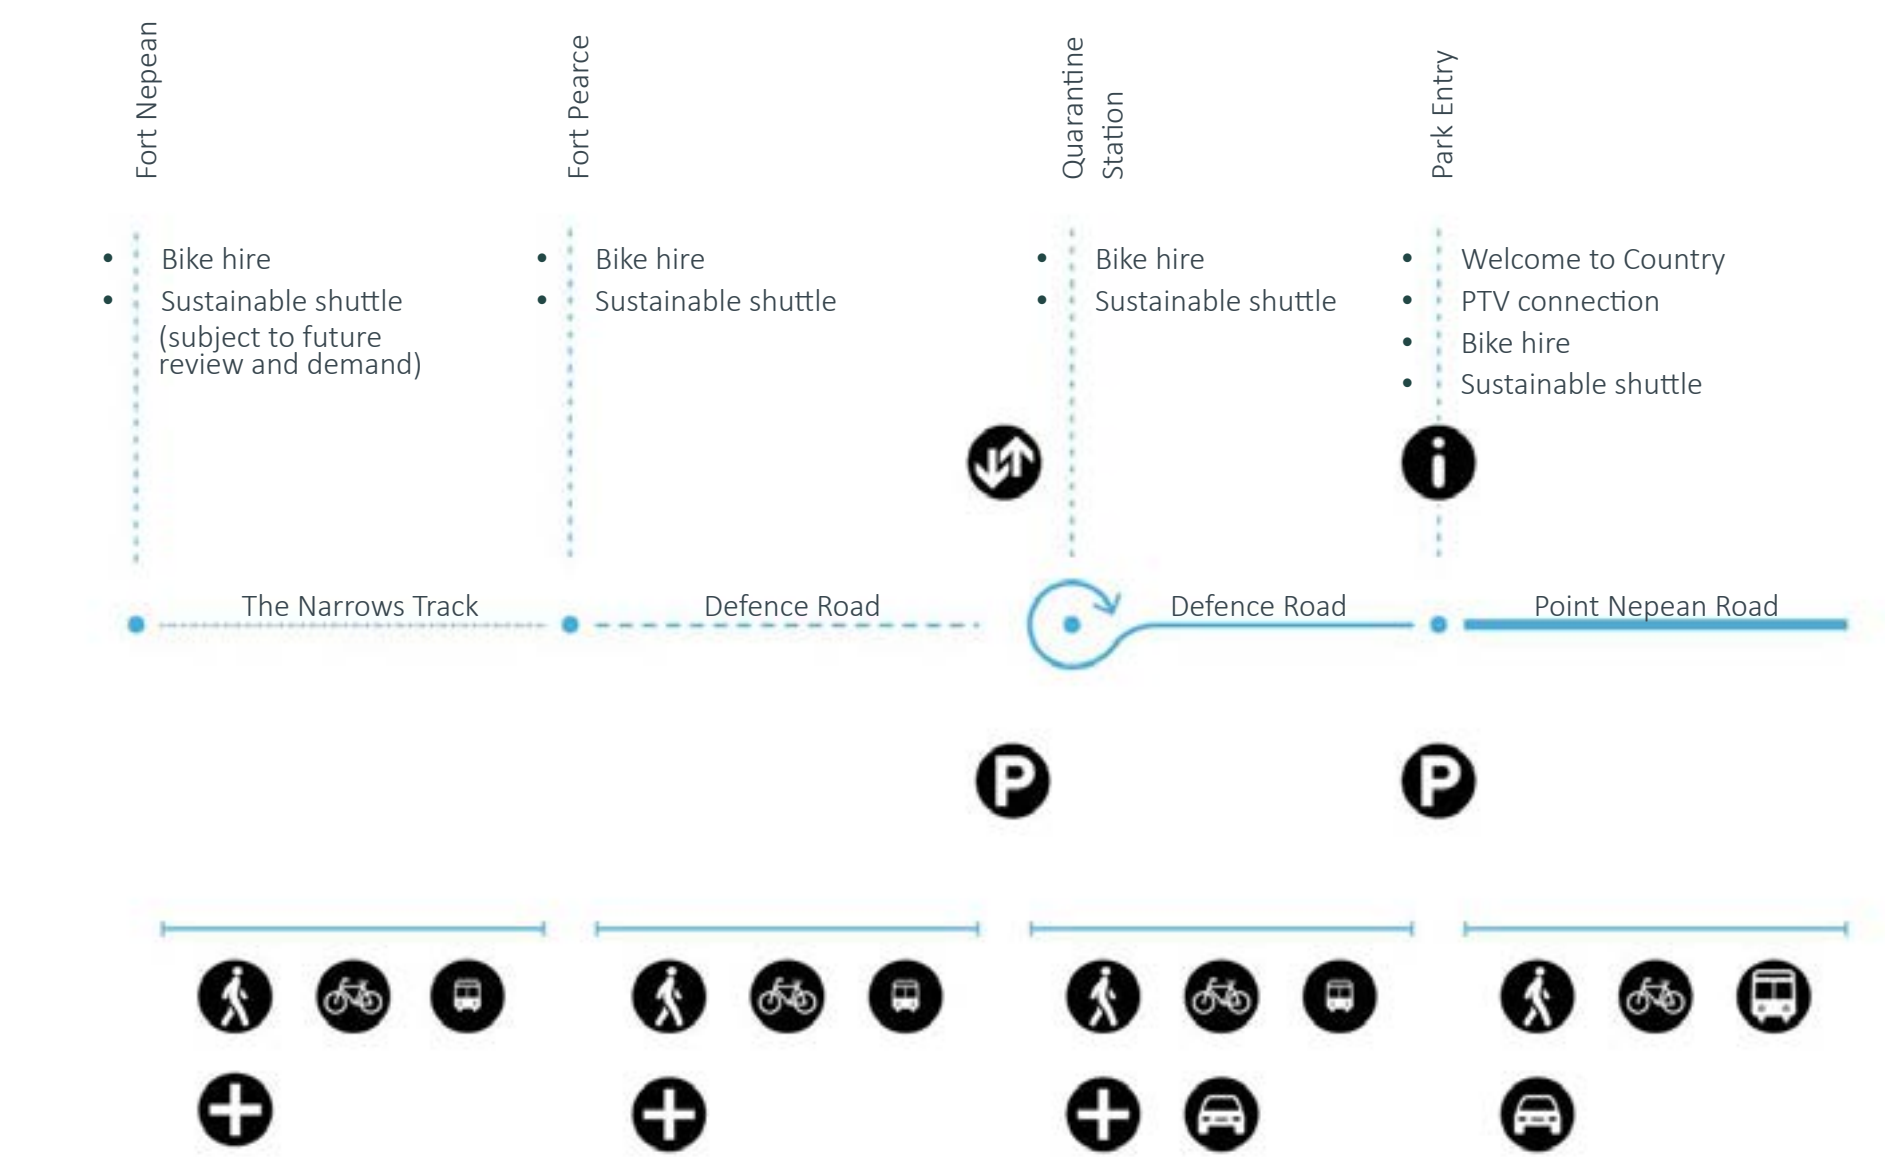 Fort Nepean
Fort Pearce
Quarantine
Station
Park Entry
• Bike hire
• Sustainable shuttle
(subject to future
review and demand)
• Bike hire
• Sustainable shuttle
• Bike hire
• Sustainable shuttle
• Welcome to Country
• PTV connection
• Bike hire
• Sustainable shuttle
i
The Narrows Track
Defence Road
Defence Road
Point Nepean Road
P
P